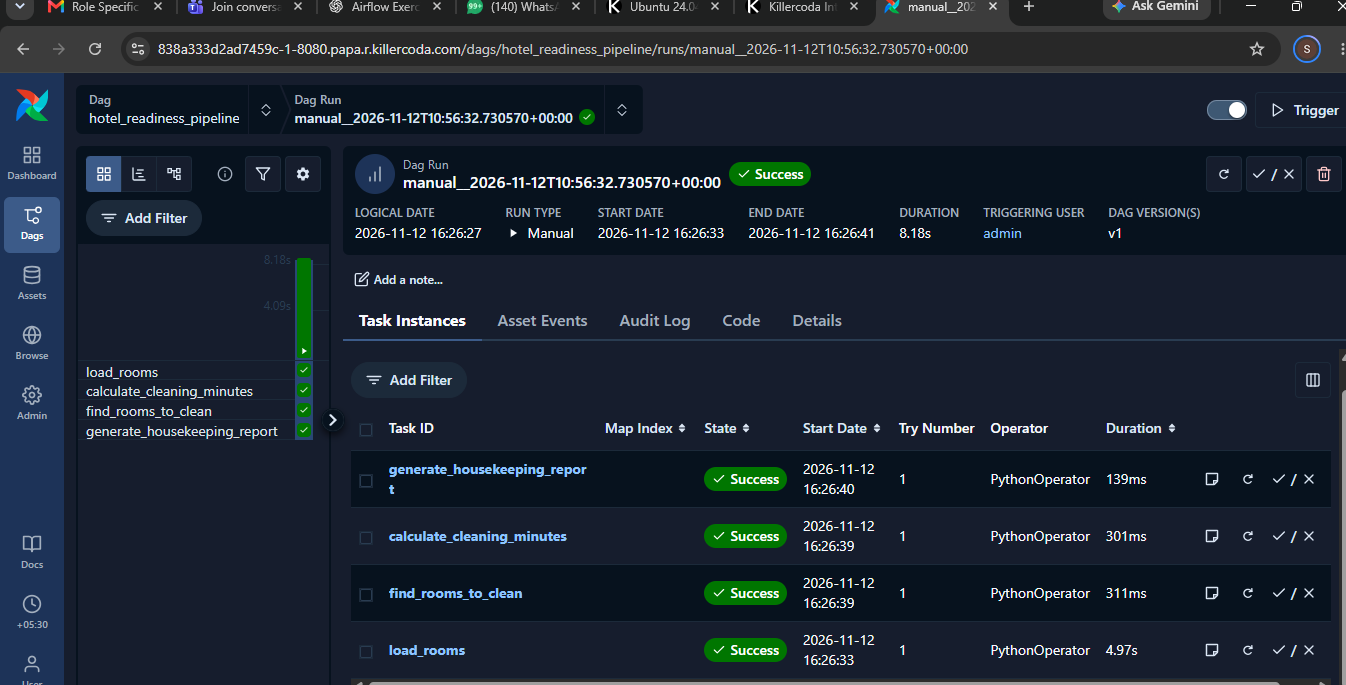 Role Specific
Join conversa
Airflow Exerc
99+
(140) Whats
Ubuntu 24.0
Killercoda Int
manual__202
Ask Gemini
838a333d2ad7459c-1-8080.papa.r.killercoda.com/dags/hotel_readiness_pipeline/runs/manual__2026-11-12T10:56:32.730570+00:00
S
Dag
hotel_readiness_pipeline
Dag Run
manual__2026-11-12T10:56:32.730570+00:00
Trigger
Dashboard
Dags
Assets
Browse
Admin
Docs
+05:30
User
Add Filter
8.18s
4.09s
load_rooms
calculate_cleaning_minutes
find_rooms_to_clean
generate_housekeeping_report
Dag Run
manual__2026-11-12T10:56:32.730570+00:00
Success
LOGICAL DATE RUN TYPE START DATE END DATE DURATION TRIGGERING USER DAG VERSION(S)
2026-11-12 16:26:27 Manual 2026-11-12 16:26:33 2026-11-12 16:26:41 8.18s admin v1
Add a note...
Task Instances Asset Events Audit Log Code Details
Add Filter
Task ID Map Index State Start Date Try Number Operator Duration
generate_housekeeping_repor
t
Success
2026-11-12
16:26:40
1 PythonOperator 139ms
calculate_cleaning_minutes
Success
2026-11-12
16:26:39
1 PythonOperator 301ms
find_rooms_to_clean
Success
2026-11-12
16:26:39
1 PythonOperator 311ms
load_rooms
Success
2026-11-12
16:26:33
1 PythonOperator 4.97s